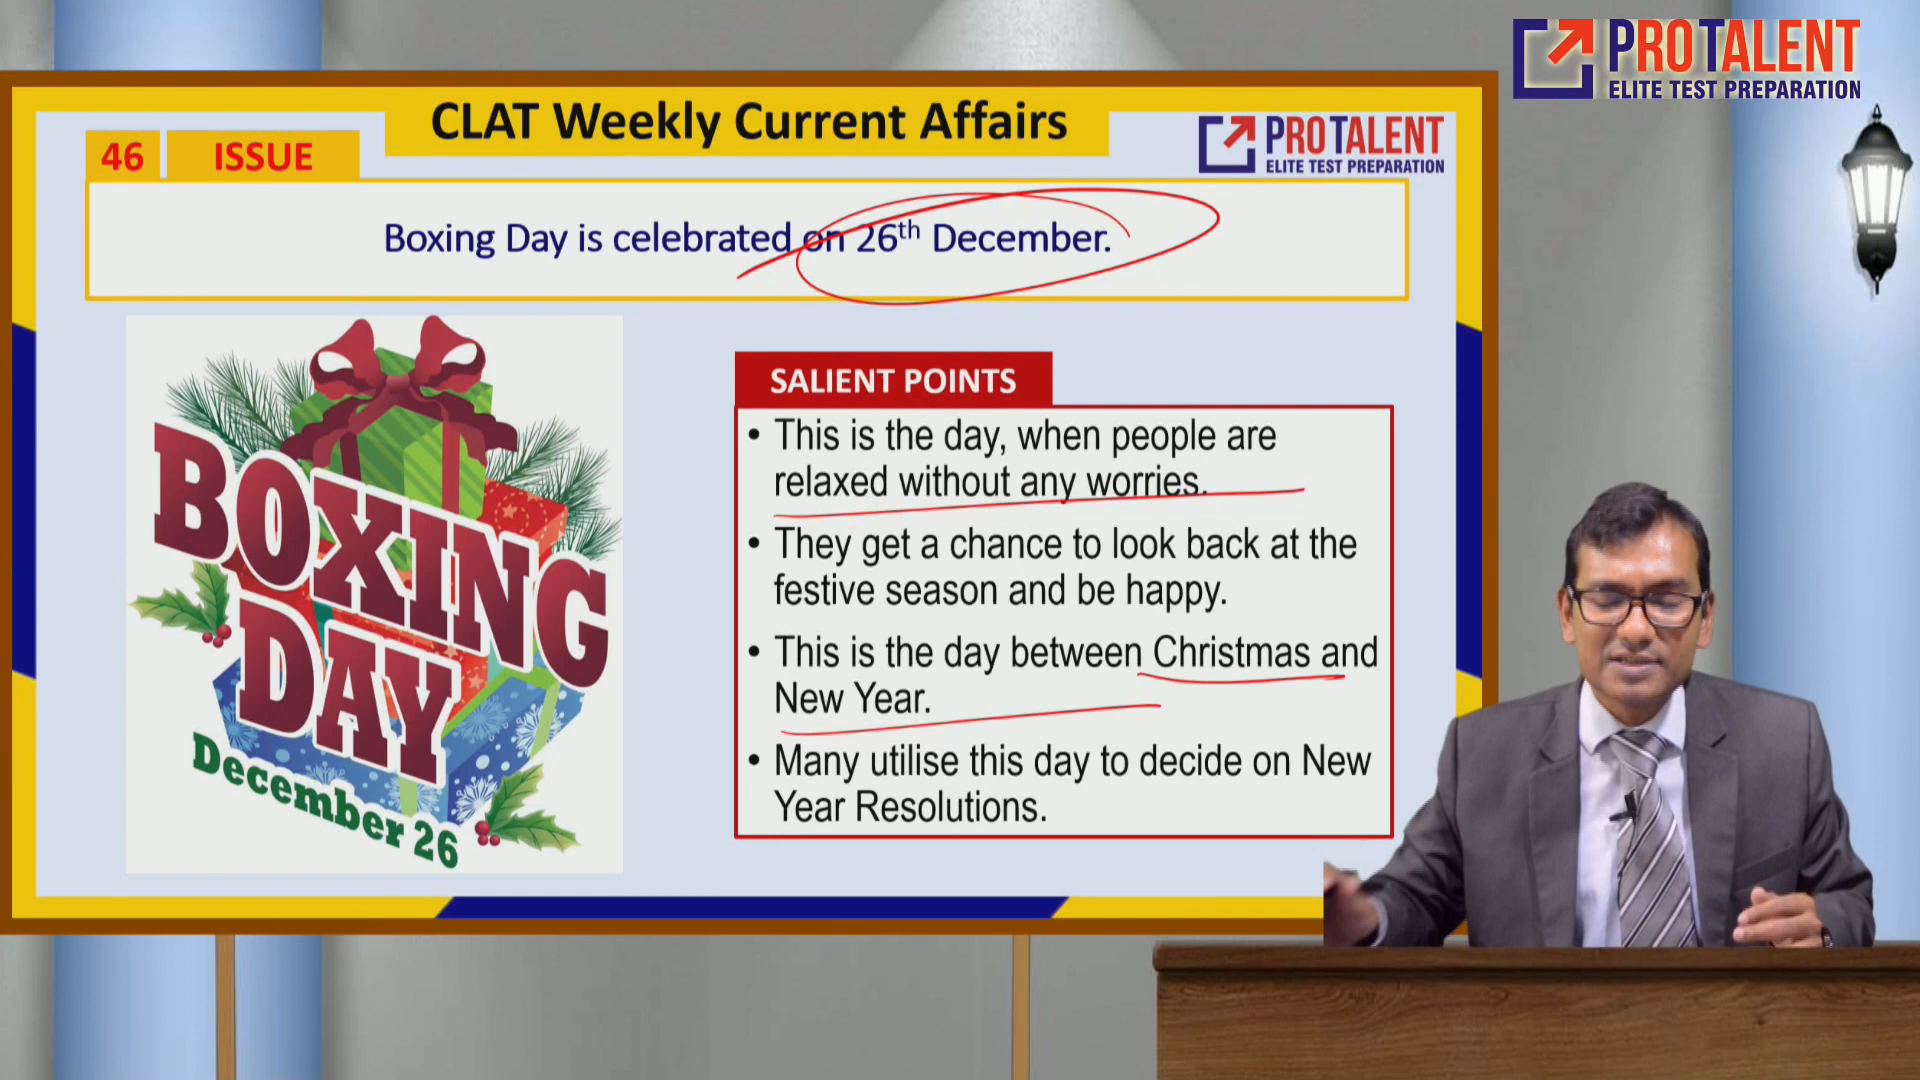 PROTALENT
ELITE TEST PREPARATION
CLAT Weekly Current Affairs
46 ISSUE
PROTALENT
ELITE TEST PREPARATION
Boxing Day is celebrated on 26th December.
BOXING
DAY
December 26
SALIENT POINTS
• This is the day, when people are
relaxed without any worries.
• They get a chance to look back at the
festive season and be happy.
• This is the day between Christmas and
New Year.
• Many utilise this day to decide on New
Year Resolutions.